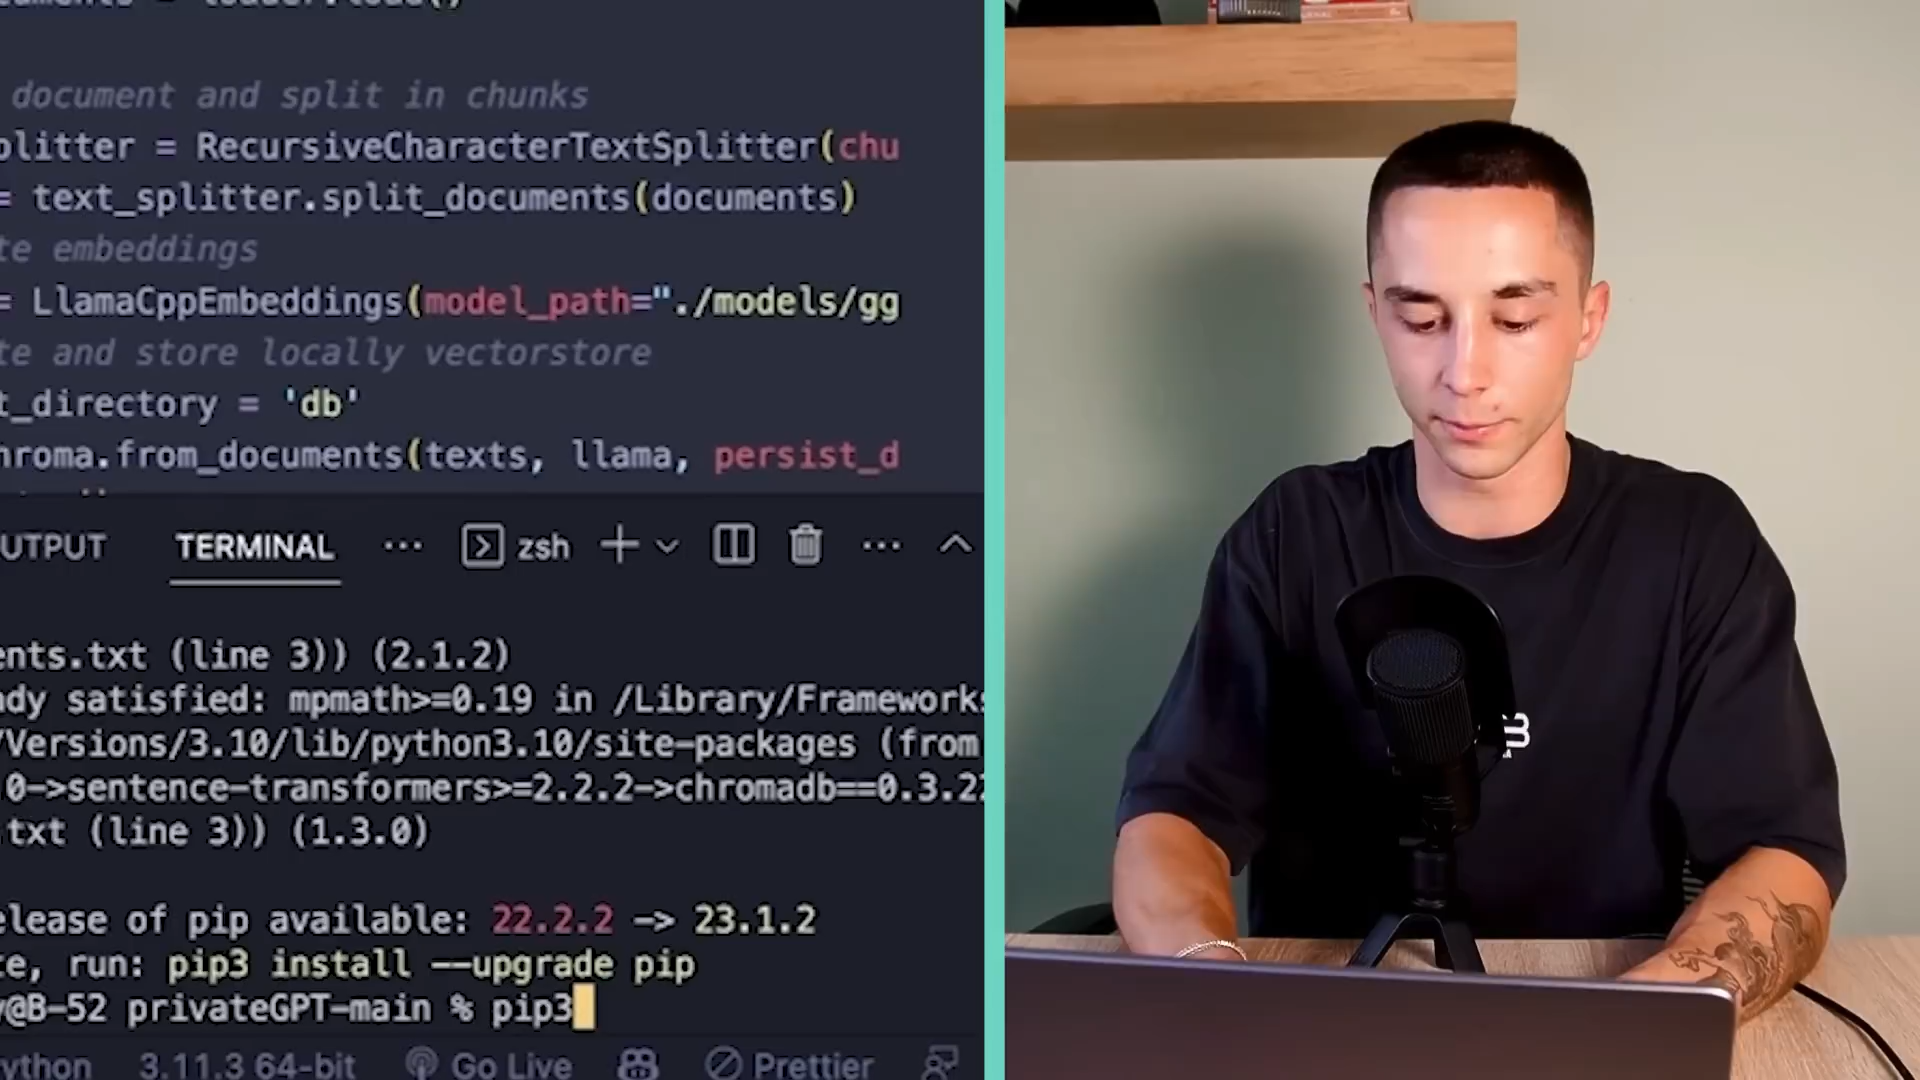 document and split in chunks
splitter = RecursiveCharacterTextSplitter(chu
= text_splitter.split_documents(documents)
te embeddings
= LlamaCppEmbeddings(model_path="./models/gg
te and store locally vectorstore
t_directory = 'db'
hroma.from_documents(texts, llama, persist_d
UTPUT TERMINAL ··· zsh ···
ents.txt (line 3)) (2.1.2)
ady satisfied: mpmath>=0.19 in /Library/Frameworks
/Versions/3.10/lib/python3.10/site-packages (from
0->sentence-transformers>=2.2.2->chromadb==0.3.22
.txt (line 3)) (1.3.0)
elease of pip available: 22.2.2 -> 23.1.2
te, run: pip3 install --upgrade pip
y@B-52 privateGPT-main % pip3
ython 3.11.3 64-bit Go Live Prettier